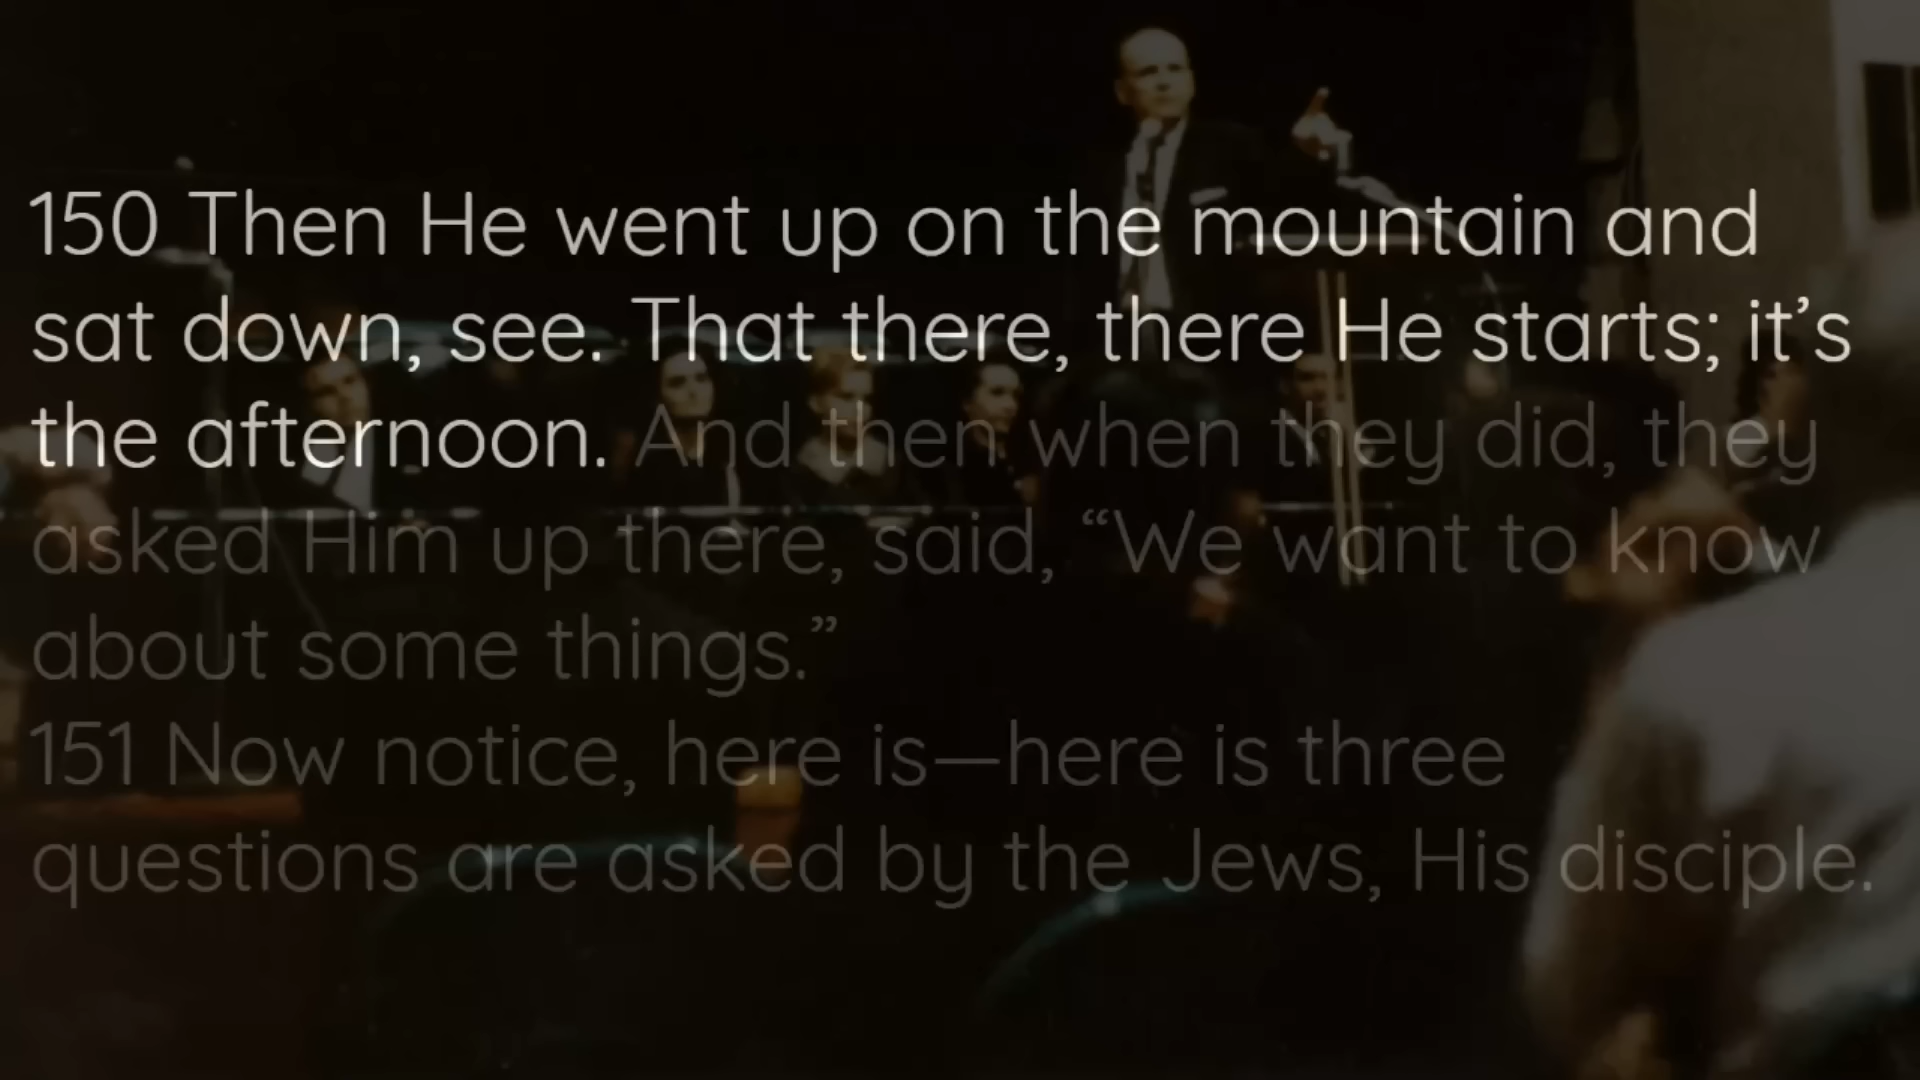 150 Then He went up on the mountain and
sat down, see. That there, there He starts; it’s
the afternoon. And then when they did, they
asked Him up there, said, “We want to know
about some things.”
151 Now notice, here is—here is three
questions are asked by the Jews, His disciple.